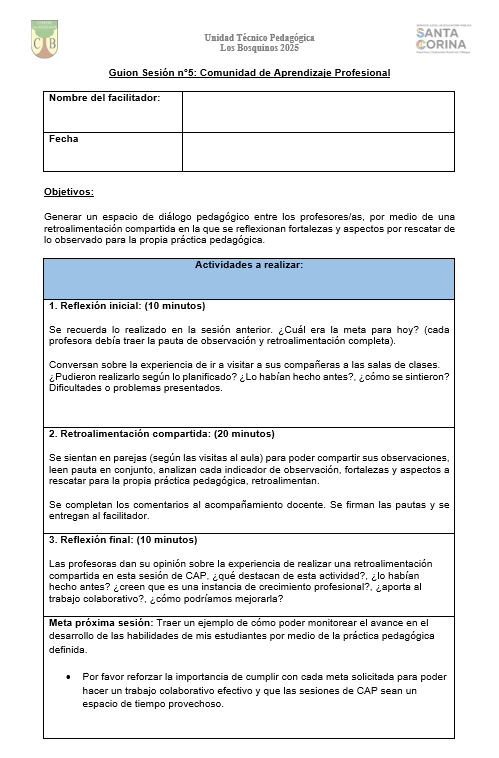 Unidad Técnico Pedagógica
Los Bosquinos 2025
C B
SANTA
CORINA
Guion Sesión n°5: Comunidad de Aprendizaje Profesional
Nombre del facilitador:
Fecha
Objetivos:
Generar un espacio de diálogo pedagógico entre los profesores/as, por medio de una
retroalimentación compartida en la que se reflexionan fortalezas y aspectos por rescatar de
lo observado para la propia práctica pedagógica.
Actividades a realizar:
1. Reflexión inicial: (10 minutos)
Se recuerda lo realizado en la sesión anterior. ¿Cuál era la meta para hoy? (cada
profesora debía traer la pauta de observación y retroalimentación completa).
Conversan sobre la experiencia de ir a visitar a sus compañeras a las salas de clases.
¿Pudieron realizarlo según lo planificado? ¿Lo habían hecho antes?, ¿cómo se sintieron?
Dificultades o problemas presentados.
2. Retroalimentación compartida: (20 minutos)
Se sientan en parejas (según las visitas al aula) para poder compartir sus observaciones,
leen pauta en conjunto, analizan cada indicador de observación, fortalezas y aspectos a
rescatar para la propia práctica pedagógica, retroalimentan.
Se completan los comentarios al acompañamiento docente. Se firman las pautas y se
entregan al facilitador.
3. Reflexión final: (10 minutos)
Las profesoras dan su opinión sobre la experiencia de realizar una retroalimentación
compartida en esta sesión de CAP, ¿qué destacan de esta actividad?, ¿lo habían
hecho antes? ¿creen que es una instancia de crecimiento profesional?, ¿aporta al
trabajo colaborativo?, ¿cómo podríamos mejorarla?
Meta próxima sesión: Traer un ejemplo de cómo poder monitorear el avance en el
desarrollo de las habilidades de mis estudiantes por medio de la práctica pedagógica
definida.
• Por favor reforzar la importancia de cumplir con cada meta solicitada para poder
hacer un trabajo colaborativo efectivo y que las sesiones de CAP sean un
espacio de tiempo provechoso.